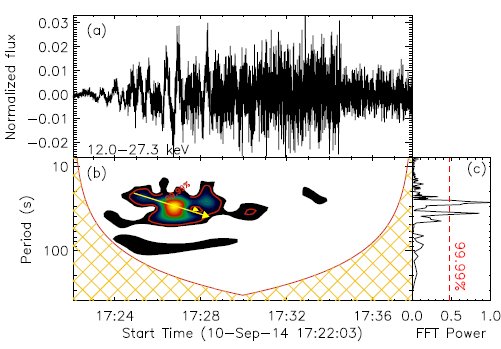 0.03
(a)
0.02
0.01
0.00
−0.01
−0.02
Normalized flux
12.0−27.3 keV
10
(b)
(c)
100
Period (s)
99.99%
17:24
17:28
17:32
17:36
0.0
0.5
1.0
Start Time (10−Sep−14 17:22:03)
FFT Power